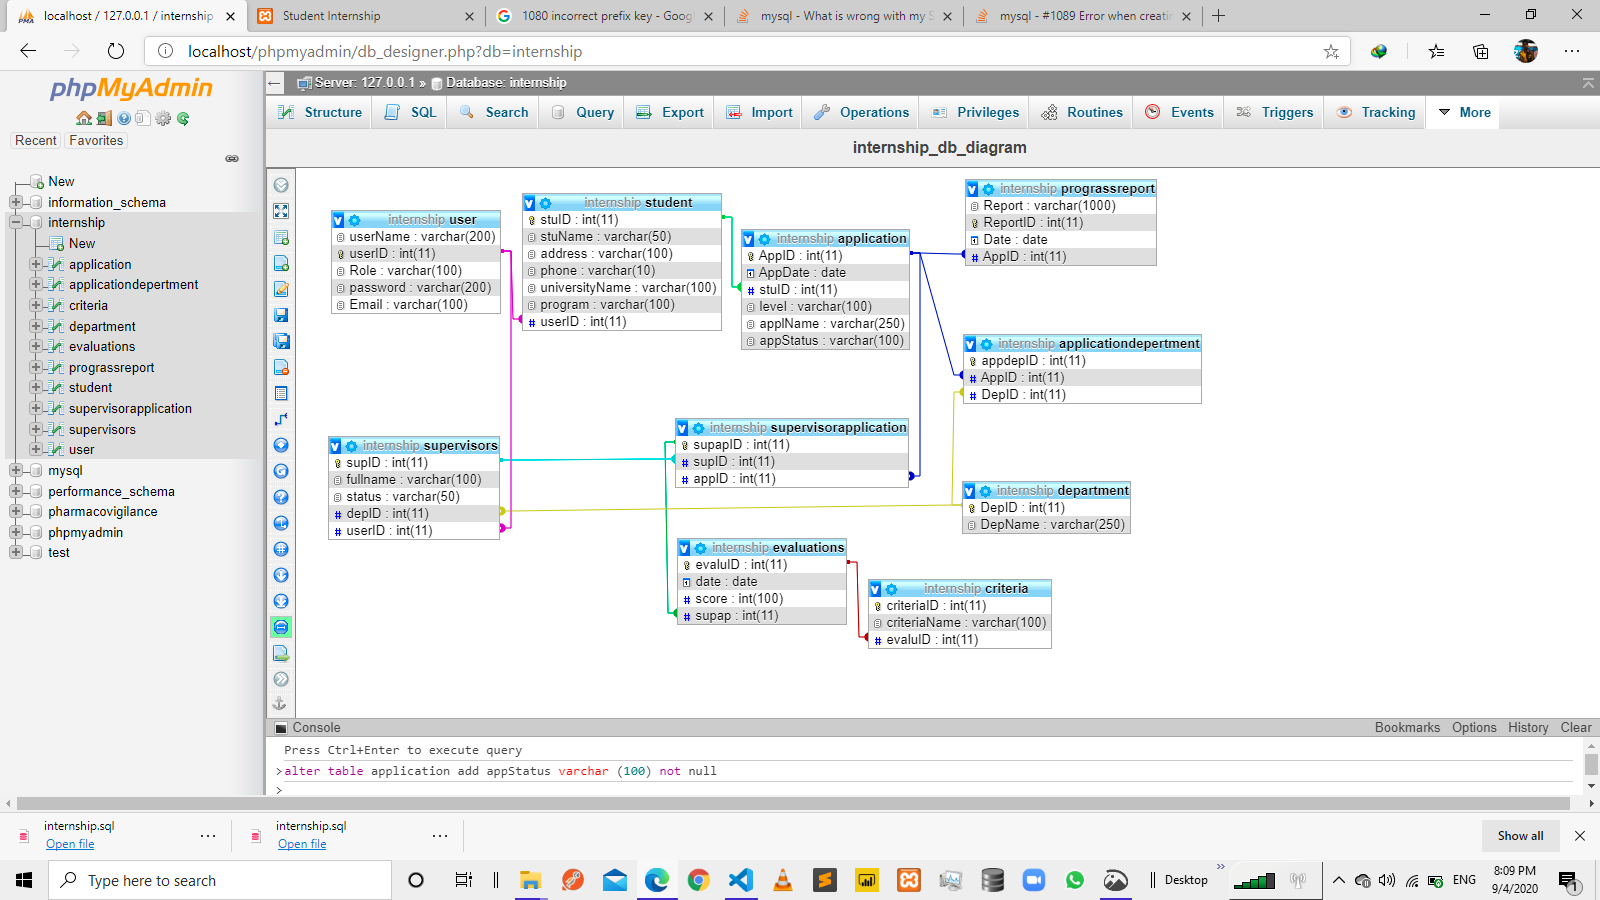 localhost / 127.0.0.1 / internship
Student Internship
1080 incorrect prefix key - Goog
mysql - What is wrong with my S
mysql - #1089 Error when creatin
localhost/phpmyadmin/db_designer.php?db=internship
phpMyAdmin
Recent Favorites
New
information_schema
internship
New
application
applicationdepartment
criteria
department
evaluations
prograssreport
student
supervisorapplication
supervisors
user
mysql
performance_schema
pharmacovigilance
phpmyadmin
test
Server: 127.0.0.1 » Database: internship
Structure SQL Search Query Export Import Operations Privileges Routines Events Triggers Tracking More
internship_db_diagram
internship user
userName : varchar(200)
userID : int(11)
Role : varchar(100)
password : varchar(200)
Email : varchar(100)
internship student
stuID : int(11)
stuName : varchar(50)
address : varchar(100)
phone : varchar(10)
universityName : varchar(100)
program : varchar(100)
userID : int(11)
internship application
AppID : int(11)
AppDate : date
stuID : int(11)
level : varchar(100)
applName : varchar(250)
appStatus : varchar(100)
internship prograssreport
Report : varchar(1000)
ReportID : int(11)
Date : date
AppID : int(11)
internship applicationdepertment
appdepID : int(11)
AppID : int(11)
DepID : int(11)
internship supervisors
supID : int(11)
fullname : varchar(100)
status : varchar(50)
depID : int(11)
userID : int(11)
internship supervisorapplication
supapID : int(11)
supID : int(11)
appID : int(11)
internship department
DepID : int(11)
DepName : varchar(250)
internship evaluations
evaluID : int(11)
date : date
score : int(100)
supap : int(11)
internship criteria
criteriaID : int(11)
criteriaName : varchar(100)
evaluID : int(11)
Console
Bookmarks Options History Clear
Press Ctrl+Enter to execute query
>alter table application add appStatus varchar (100) not null
>
internship.sql
Open file
internship.sql
Open file
Show all
Type here to search
Desktop
ENG
8:09 PM
9/4/2020
1